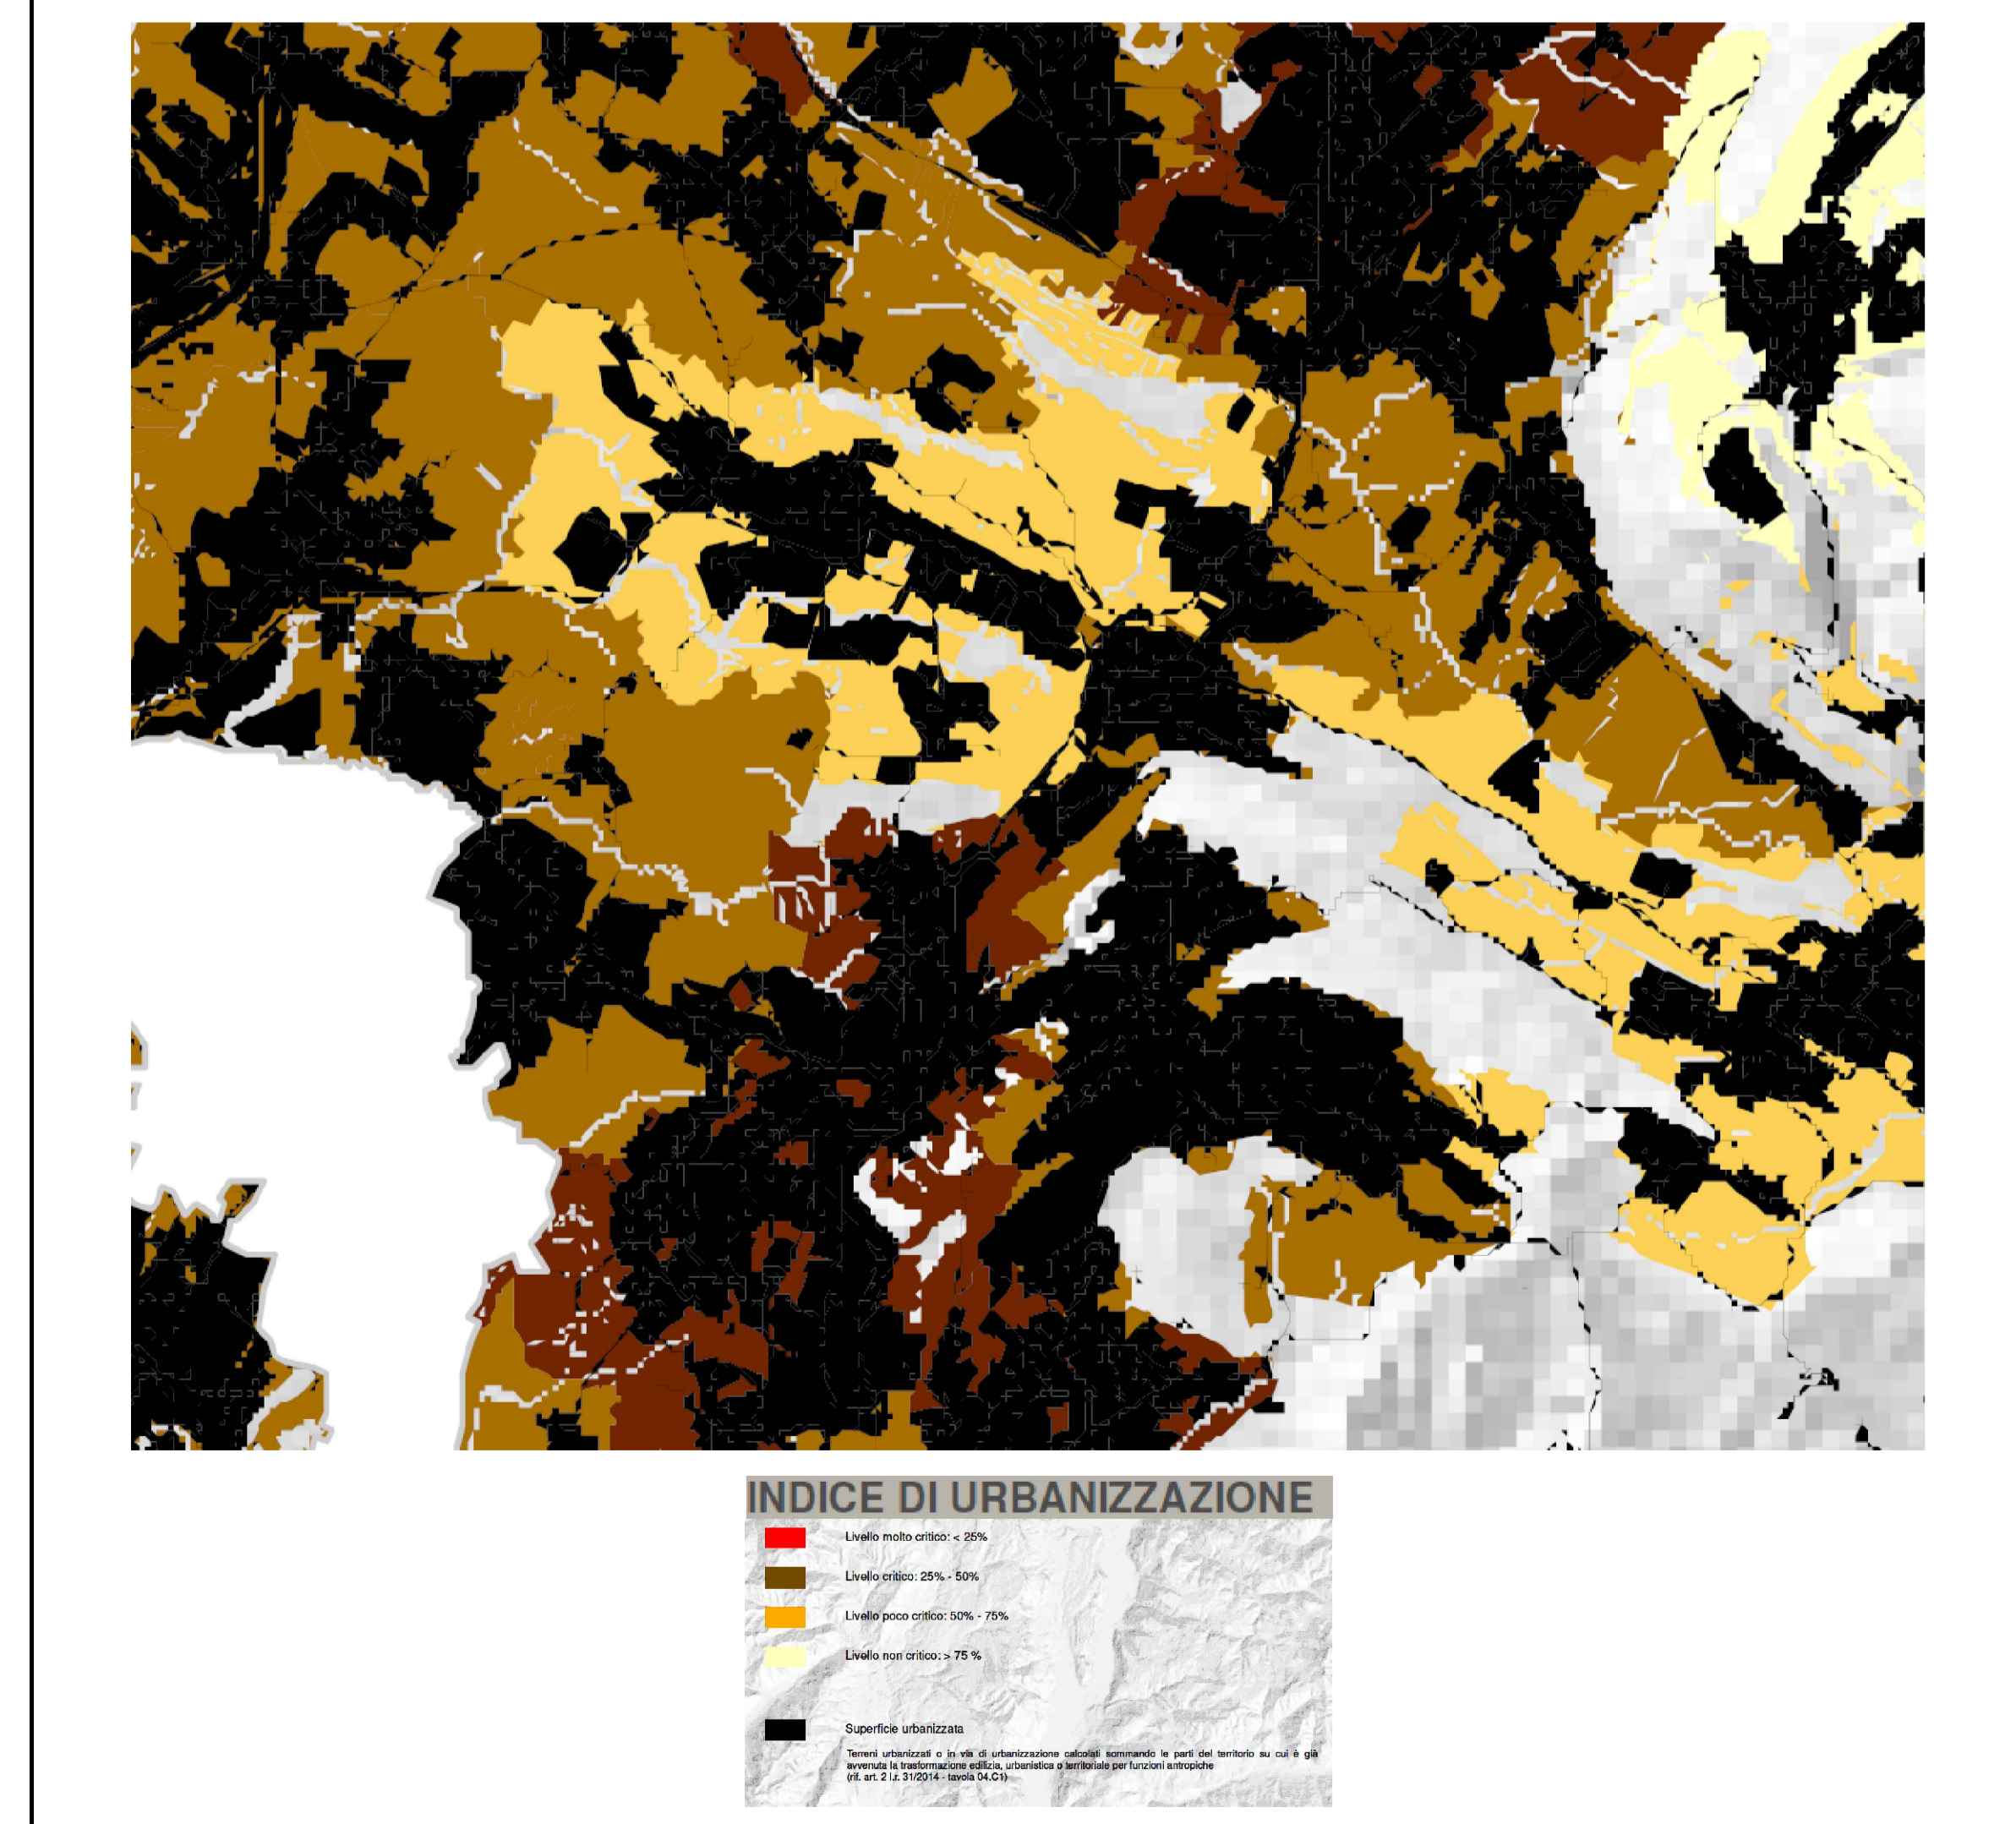 INDICE DI URBANIZZAZIONE
Livello molto critico: < 25%
Livello critico: 25% - 50%
Livello poco critico: 50% - 75%
Livello non critico: > 75 %
Superficie urbanizzata
Terreni urbanizzati o in via di urbanizzazione calcolati sommando le parti del territorio su cui è già
avvenuta la trasformazione edilizia, urbanistica o territoriale per funzioni antropiche
(rif. art. 2 l.r. 31/2014 - tavola 04.C1)